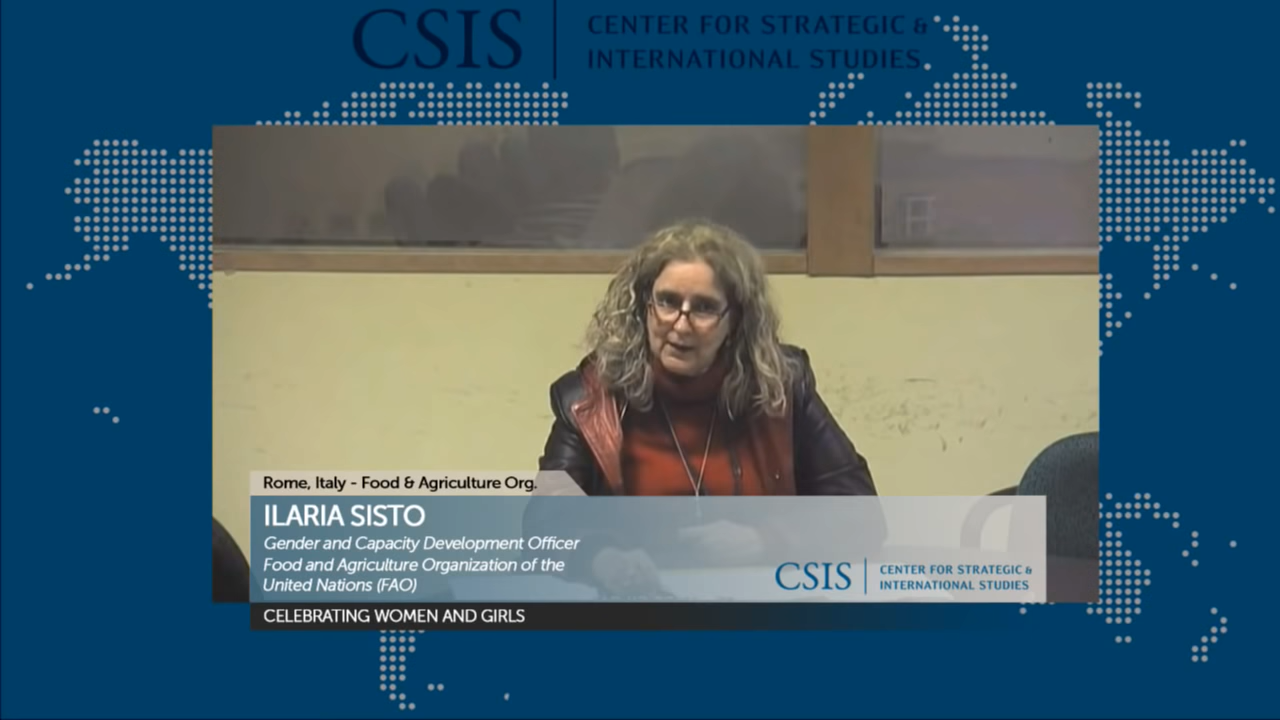 CSIS
CENTER FOR STRATEGIC &
INTERNATIONAL STUDIES
Rome, Italy - Food & Agriculture Org.
ILARIA SISTO
Gender and Capacity Development Officer
Food and Agriculture Organization of the
United Nations (FAO)
CSIS
CENTER FOR STRATEGIC &
INTERNATIONAL STUDIES
CELEBRATING WOMEN AND GIRLS